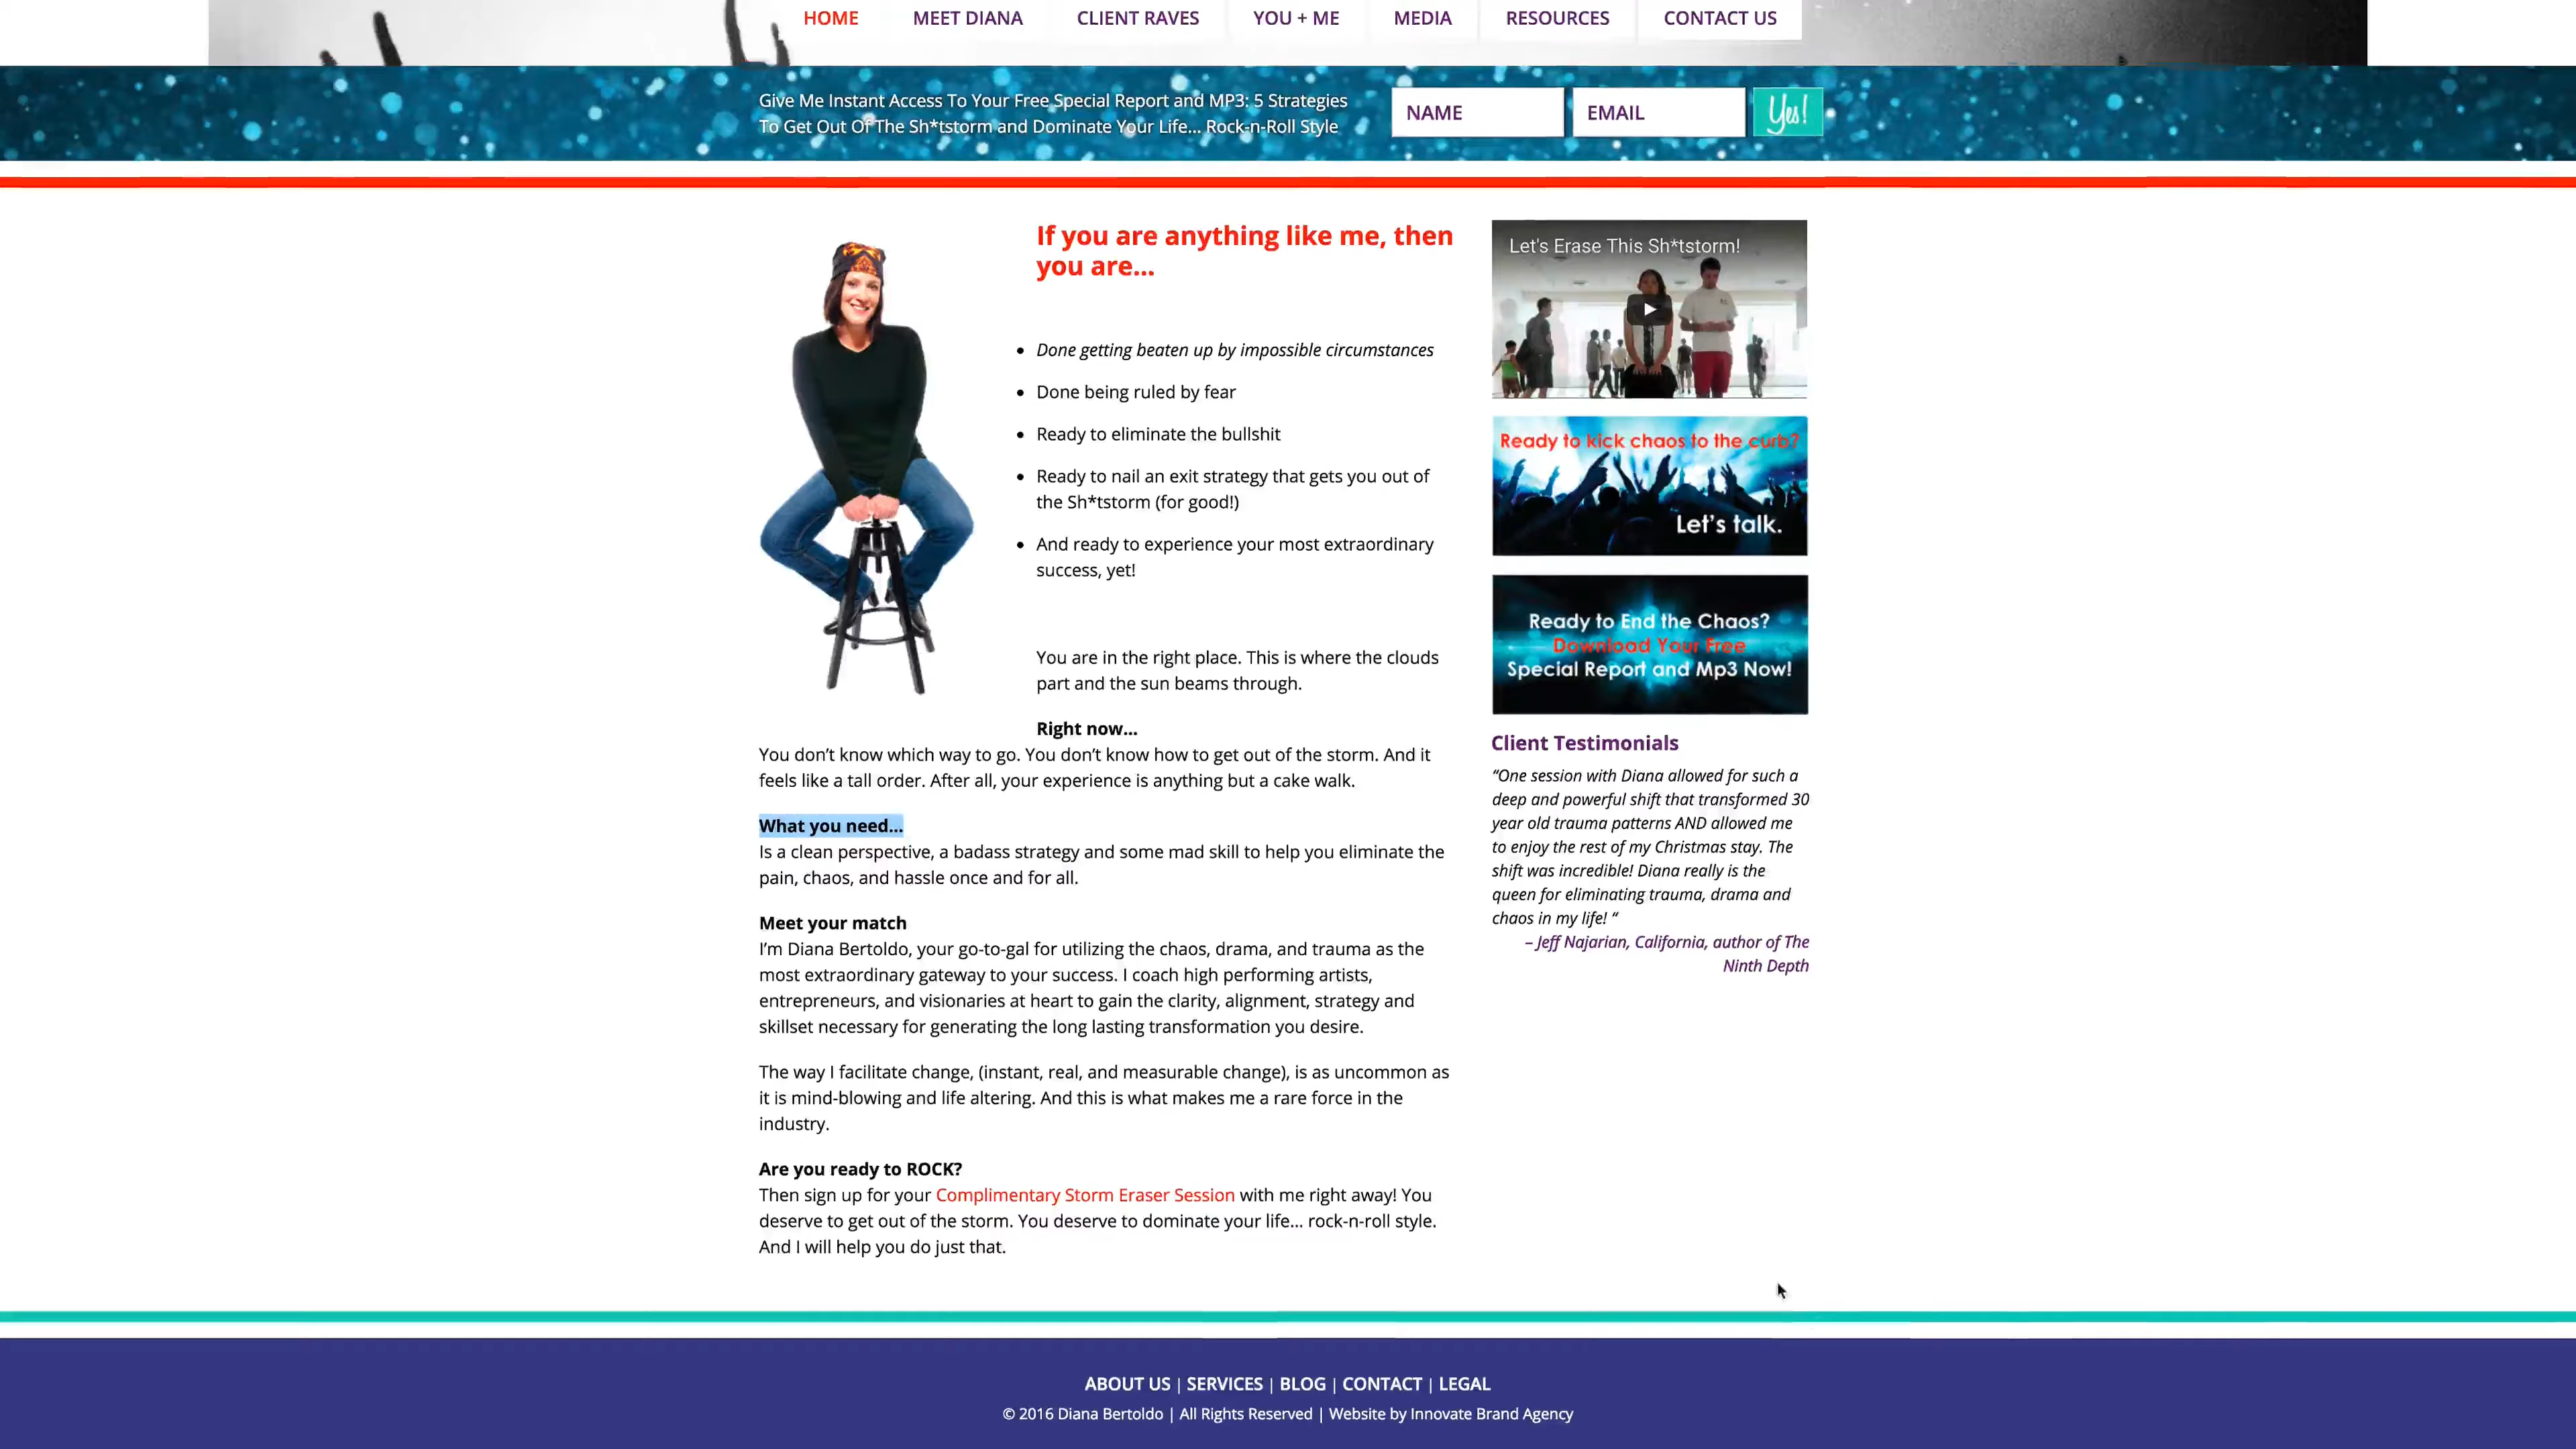 HOME MEET DIANA CLIENT RAVES YOU + ME MEDIA RESOURCES CONTACT US
Give Me Instant Access To Your Free Special Report and MP3: 5 Strategies
To Get Out Of The Sh*tstorm and Dominate Your Life... Rock-n-Roll Style
NAME EMAIL Yes!
If you are anything like me, then
you are...
Done getting beaten up by impossible circumstances
Done being ruled by fear
Ready to eliminate the bullshit
Ready to nail an exit strategy that gets you out of
the Sh*tstorm (for good!)
And ready to experience your most extraordinary
success, yet!
You are in the right place. This is where the clouds
part and the sun beams through.
Right now...
You don’t know which way to go. You don’t know how to get out of the storm. And it
feels like a tall order. After all, your experience is anything but a cake walk.
What you need...
Is a clean perspective, a badass strategy and some mad skill to help you eliminate the
pain, chaos, and hassle once and for all.
Meet your match
I’m Diana Bertoldo, your go-to-gal for utilizing the chaos, drama, and trauma as the
most extraordinary gateway to your success. I coach high performing artists,
entrepreneurs, and visionaries at heart to gain the clarity, alignment, strategy and
skillset necessary for generating the long lasting transformation you desire.
The way I facilitate change, (instant, real, and measurable change), is as uncommon as
it is mind-blowing and life altering. And this is what makes me a rare force in the
industry.
Are you ready to ROCK?
Then sign up for your Complimentary Storm Eraser Session with me right away! You
deserve to get out of the storm. You deserve to dominate your life... rock-n-roll style.
And I will help you do just that.
Let's Erase This Sh*tstorm!
Ready to kick chaos to the curb?
Let's talk.
Ready to End the Chaos?
Download Your Free
Special Report and Mp3 Now!
Client Testimonials
“One session with Diana allowed for such a
deep and powerful shift that transformed 30
year old trauma patterns AND allowed me
to enjoy the rest of my Christmas stay. The
shift was incredible! Diana really is the
queen for eliminating trauma, drama and
chaos in my life! “
– Jeff Najarian, California, author of The
Ninth Depth
ABOUT US | SERVICES | BLOG | CONTACT | LEGAL
© 2016 Diana Bertoldo | All Rights Reserved | Website by Innovate Brand Agency